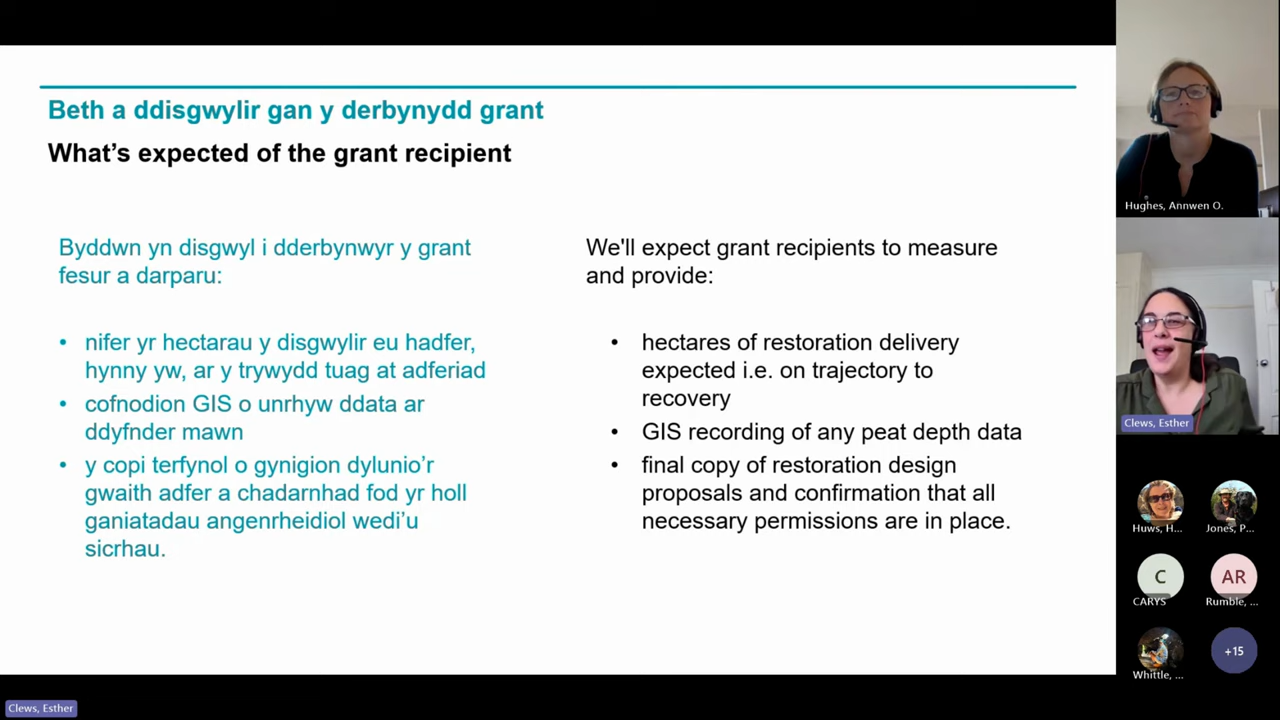 Beth a ddisgwylir gan y derbynydd grant
What's expected of the grant recipient
Byddwn yn disgwyl i dderbynwyr y grant
fesur a darparu:
• nifer yr hectarau y disgwylir eu hadfer,
hynny yw, ar y trywydd tuag at adferiad
• cofnodion GIS o unrhyw ddata ar
ddyfnder mawn
• y copi terfynol o gynigion dylunio'r
gwaith adfer a chadarnhad fod yr holl
ganiatadau angenrheidiol wedi'u
sicrhau.
We'll expect grant recipients to measure
and provide:
• hectares of restoration delivery
expected i.e. on trajectory to
recovery
• GIS recording of any peat depth data
• final copy of restoration design
proposals and confirmation that all
necessary permissions are in place.
Hughes, Annwen O.
Clews, Esther
Huws, H...
Jones, P...
C
CARYS
AR
Rumble, ...
Whittle, ...
+15
Clews, Esther